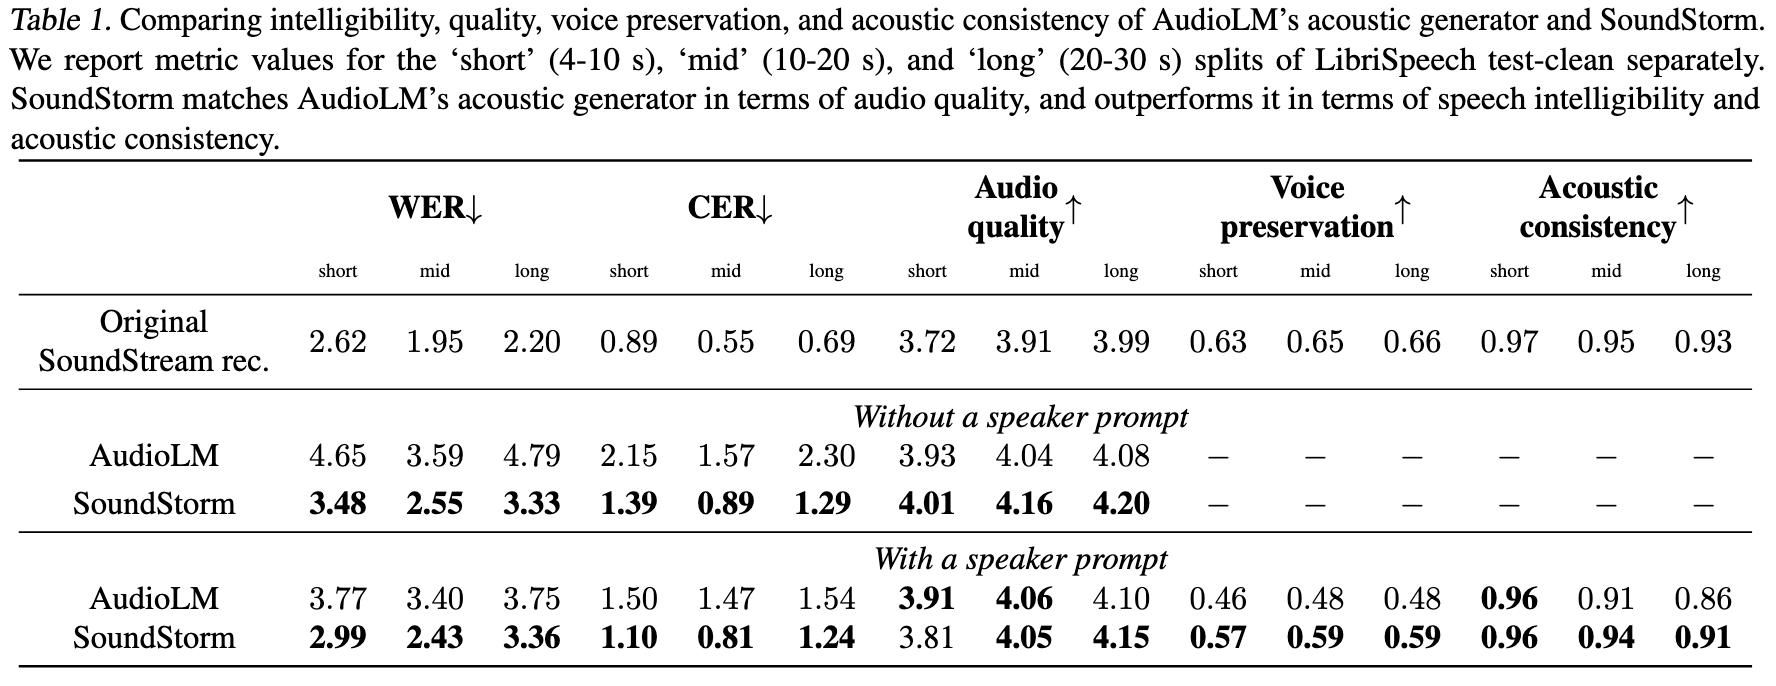 Table 1. Comparing intelligibility, quality, voice preservation, and acoustic consistency of AudioLM's acoustic generator and SoundStorm.
We report metric values for the 'short' (4-10 s), 'mid' (10-20 s), and 'long' (20-30 s) splits of LibriSpeech test-clean separately.
SoundStorm matches AudioLM's acoustic generator in terms of audio quality, and outperforms it in terms of speech intelligibility and
acoustic consistency.
WER↓ CER↓ Audio quality↑ Voice preservation↑ Acoustic consistency↑
short mid long short mid long short mid long short mid long short mid long
Original
SoundStream rec. 2.62 1.95 2.20 0.89 0.55 0.69 3.72 3.91 3.99 0.63 0.65 0.66 0.97 0.95 0.93
Without a speaker prompt
AudioLM 4.65 3.59 4.79 2.15 1.57 2.30 3.93 4.04 4.08 – – – – – –
SoundStorm 3.48 2.55 3.33 1.39 0.89 1.29 4.01 4.16 4.20 – – – – – –
With a speaker prompt
AudioLM 3.77 3.40 3.75 1.50 1.47 1.54 3.91 4.06 4.10 0.46 0.48 0.48 0.96 0.91 0.86
SoundStorm 2.99 2.43 3.36 1.10 0.81 1.24 3.81 4.05 4.15 0.57 0.59 0.59 0.96 0.94 0.91